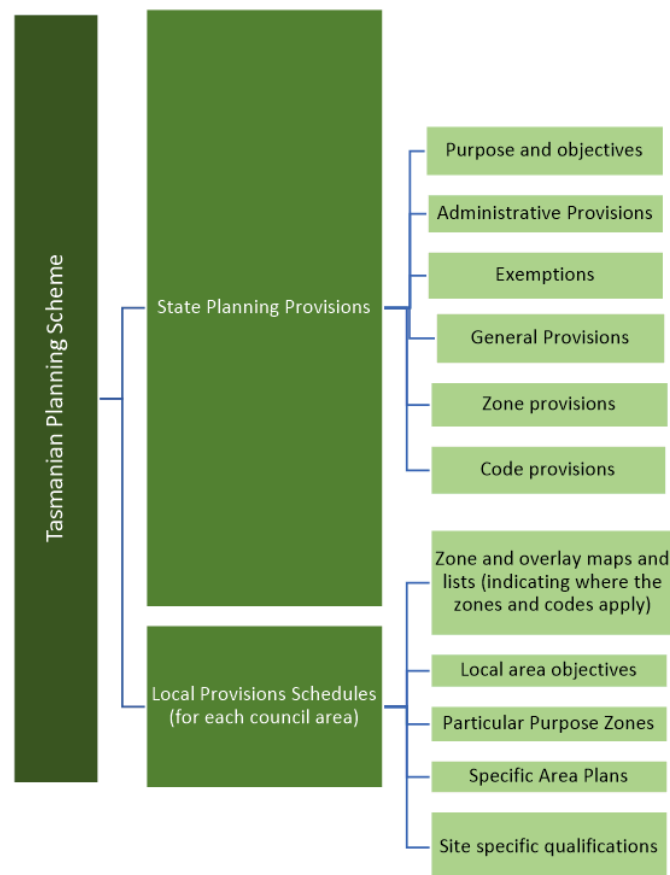 Tasmanian Planning Scheme
State Planning Provisions
Purpose and objectives
Administrative Provisions
Exemptions
General Provisions
Zone provisions
Code provisions
Local Provisions Schedules
(for each council area)
Zone and overlay maps and
lists (indicating where the
zones and codes apply)
Local area objectives
Particular Purpose Zones
Specific Area Plans
Site specific qualifications